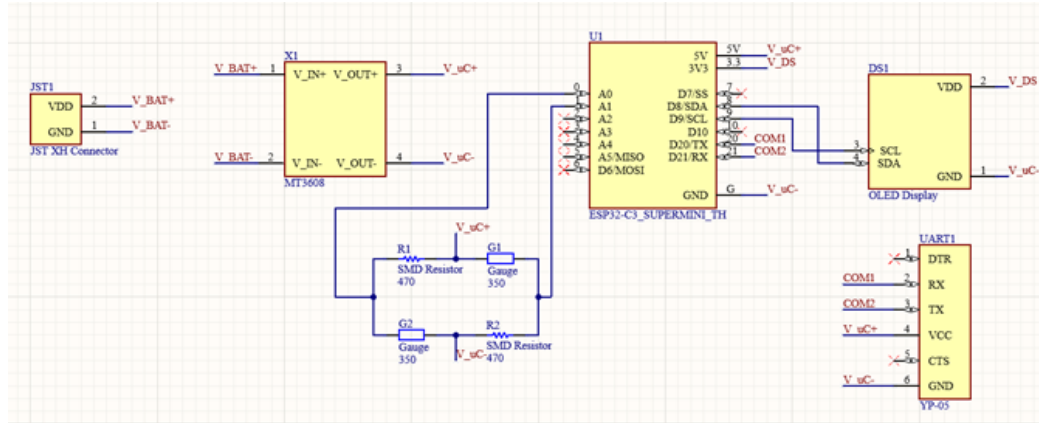 JST1
VDD 2 V_BAT+
GND 1 V_BAT-
JST XH Connector
X1
V_BAT+ 1 V_IN+ V_OUT+ 3 V_uC+
V_BAT- 2 V_IN- V_OUT- 4 V_uC-
MT3608
U1
5V 5V V_uC+
3V3 3.3 V_DS
0 A0 D7/SS 7
1 A1 D8/SDA 8
A2 D9/SCL 9
A3 D10
A4 D20/TX COM1
A5/MISO D21/RX 21 COM2
D6/MOSI
GND G V_uC-
ESP32-C3_SUPERMINI_TH
DS1
VDD 2 V_DS
3 SCL
4 SDA
GND 1 V_uC-
OLED Display
V_uC+
R1
SMD Resistor
470
G1
Gauge
350
G2
Gauge
350
V_uC-
R2
SMD Resistor
470
UART1
1 DTR
COM1 2 RX
COM2 3 TX
V_uC+ 4 VCC
5 CTS
V_uC- 6 GND
YP-05